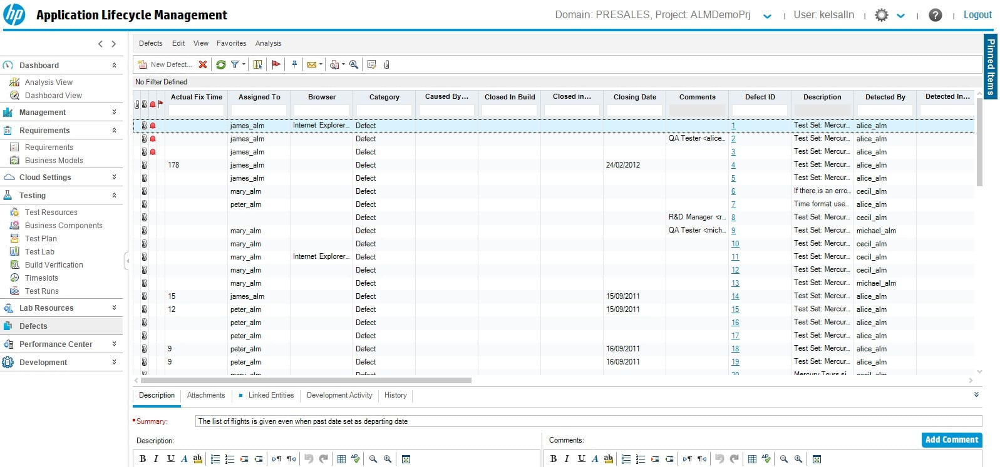 hp Application Lifecycle Management Domain: PRESALES, Project: ALMDemoPrj | User: kelsalln | | ? | Logout
Pinned Items
Defects Edit View Favorites Analysis
New Defect...
No Filter Defined
Dashboard
Analysis View
Dashboard View
Management
Requirements
Requirements
Business Models
Cloud Settings
Testing
Test Resources
Business Components
Test Plan
Test Lab
Build Verification
Timeslots
Test Runs
Lab Resources
Defects
Performance Center
Development
Actual Fix Time Assigned To Browser Category Caused By... Closed In Build Closed in... Closing Date Comments Defect ID Description Detected By Detected In...
james_alm Internet Explorer... Defect 1 Test Set: Mercur... alice_alm
james_alm Defect QA Tester <alice... 2 Test Set: Mercur... alice_alm
james_alm Defect 3 Test Set: Mercur... alice_alm
178 james_alm Defect 24/02/2012 4 Test Set: Mercur... alice_alm
james_alm Defect 5 Test Set: Mercur... alice_alm
mary_alm Defect 6 If there is an erro... cecil_alm
peter_alm Defect 7 Time format use... alice_alm
Defect R&D Manager <r... 8 Test Set: Mercur... cecil_alm
mary_alm Defect QA Tester <mich... 9 Test Set: Mercur... michael_alm
mary_alm Defect 10 Test Set: Mercur... cecil_alm
mary_alm Internet Explorer... Defect 11 Test Set: Mercur... cecil_alm
mary_alm Defect 12 Test Set: Mercur... cecil_alm
mary_alm Defect 13 Test Set: Mercur... michael_alm
15 james_alm Defect 15/09/2011 14 Test Set: Mercur... alice_alm
12 peter_alm Defect 15/09/2011 15 Test Set: Mercur... alice_alm
peter_alm Defect 16 Test Set: Mercur... alice_alm
peter_alm Defect 17 Test Set: Mercur... alice_alm
9 peter_alm Defect 16/09/2011 18 Test Set: Mercur... alice_alm
9 peter_alm Defect 16/09/2011 19 Test Set: Mercur... alice_alm
mary_alm Defect 20 Mercury Tours si... cecil_alm
Description Attachments Linked Entities Development Activity History
Summary: The list of flights is given even when past date set as departing date
Description: Comments: Add Comment
B I U A ab B I U A ab